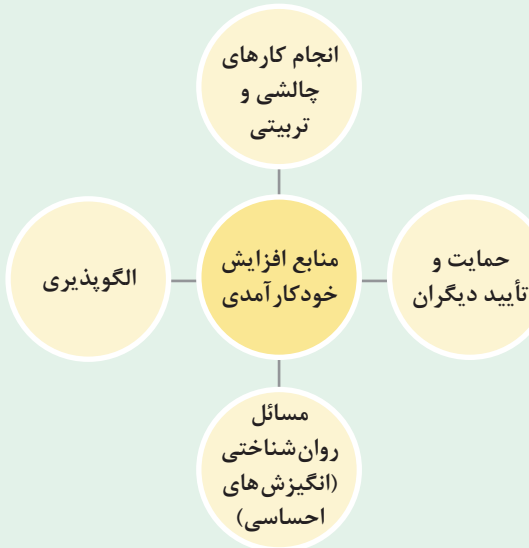 انجام کارهای
چالشی و
تربیتی
منابع افزایش
خودکارآمدی
حمایت و
تأیید دیگران
الگوپذیری
مسائل
روان‌شناختی
(انگیزش‌های
احساسی)